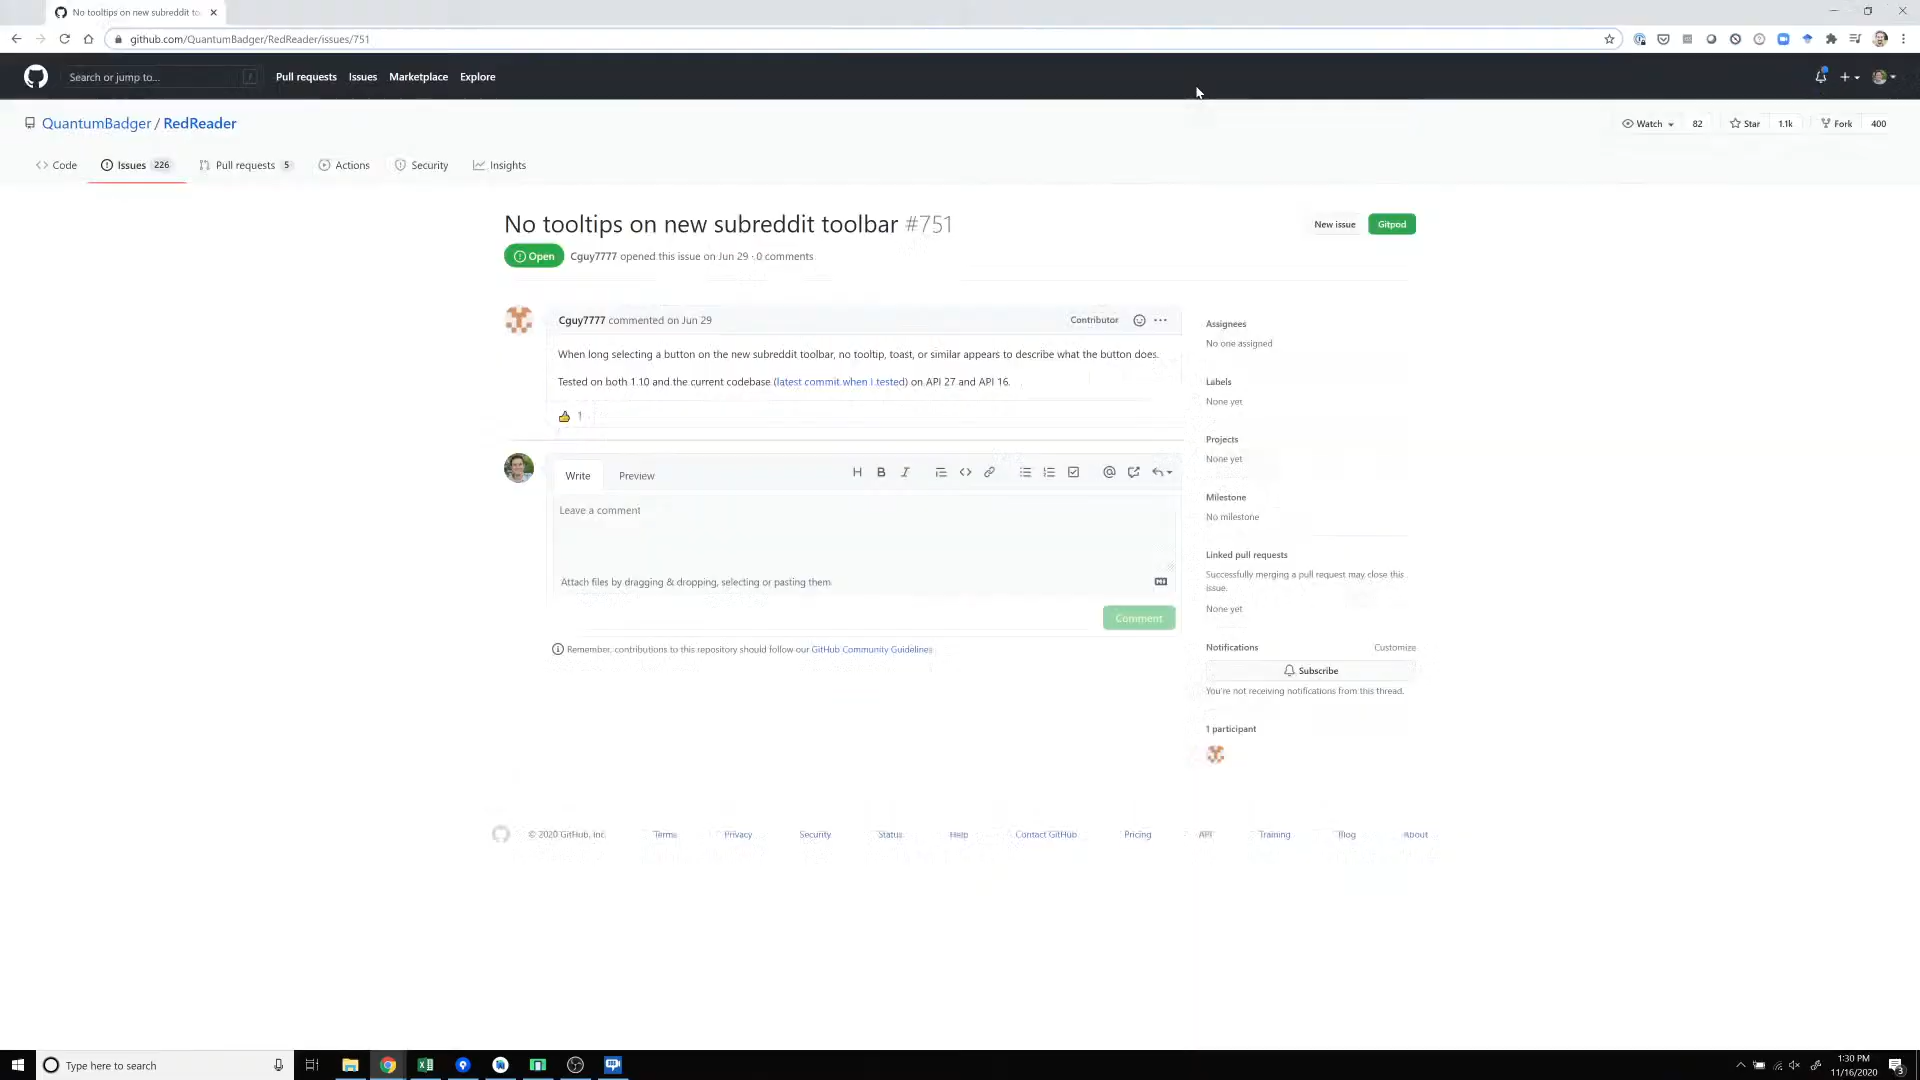 No tooltips on new subreddit to
github.com/QuantumBadger/RedReader/issues/751
Search or jump to...
/
Pull requests
Issues
Marketplace
Explore
QuantumBadger / RedReader
Watch 82
Star 1.1k
Fork 400
Code
Issues 226
Pull requests 5
Actions
Security
Insights
No tooltips on new subreddit toolbar #751
New issue
Gitpod
Open
Cguy7777 opened this issue on Jun 29 · 0 comments
Cguy7777 commented on Jun 29
Contributor
When long selecting a button on the new subreddit toolbar, no tooltip, toast, or similar appears to describe what the button does.
Tested on both 1.10 and the current codebase (latest commit when I tested) on API 27 and API 16.
1
Write
Preview
Leave a comment
Attach files by dragging & dropping, selecting or pasting them
Comment
Remember, contributions to this repository should follow our GitHub Community Guidelines
Assignees
No one assigned
Labels
None yet
Projects
None yet
Milestone
No milestone
Linked pull requests
Successfully merging a pull request may close this
issue.
None yet
Notifications
Customize
Subscribe
You're not receiving notifications from this thread.
1 participant
© 2020 GitHub, Inc.
Terms
Privacy
Security
Status
Help
Contact GitHub
Pricing
API
Training
Blog
About
Type here to search
1:30 PM
11/16/2020
3